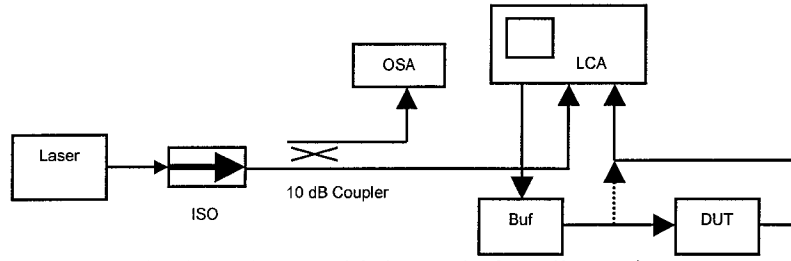 OSA
LCA
Laser
ISO
10 dB Coupler
Buf
DUT